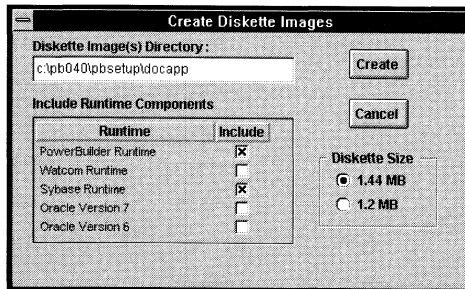 Create Diskette Images
Diskette Image(s) Directory:
c:\pb040\pbsetup\docapp
Create
Include Runtime Components
Cancel
Runtime Include
PowerBuilder Runtime
Watcom Runtime
Sybase Runtime
Oracle Version 7
Oracle Version 6
Diskette Size
1.44 MB
1.2 MB